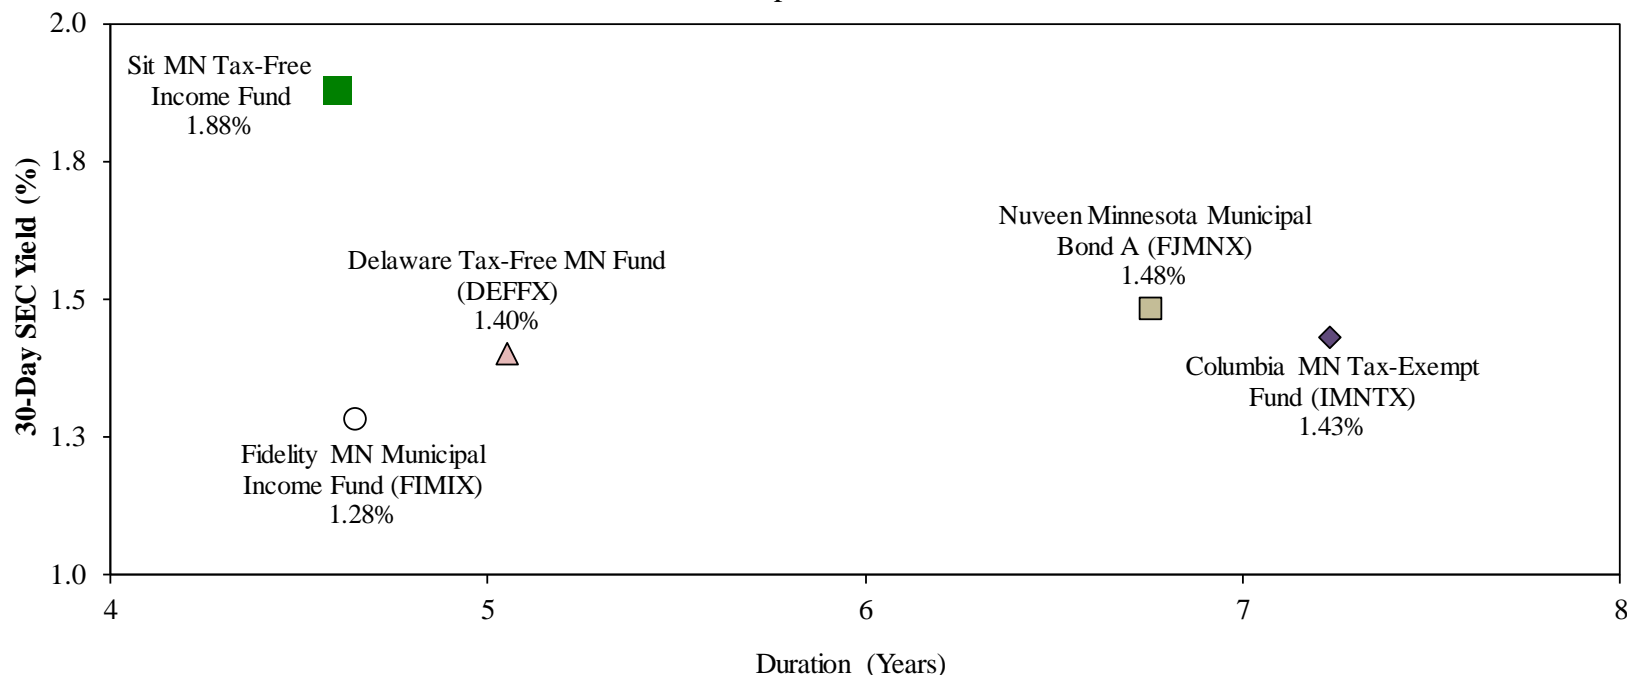 2.0
Sit MN Tax-Free
Income Fund
1.88%
1.8
Nuveen Minnesota Municipal
Bond A (FJMNX)
1.48%
Delaware Tax-Free MN Fund
(DEFFX)
1.40%
1.5
30-Day SEC Yield (%)
Columbia MN Tax-Exempt
Fund (IMNTX)
1.43%
1.3
Fidelity MN Municipal
Income Fund (FIMIX)
1.28%
1.0
4 5 6 7 8
Duration (Years)